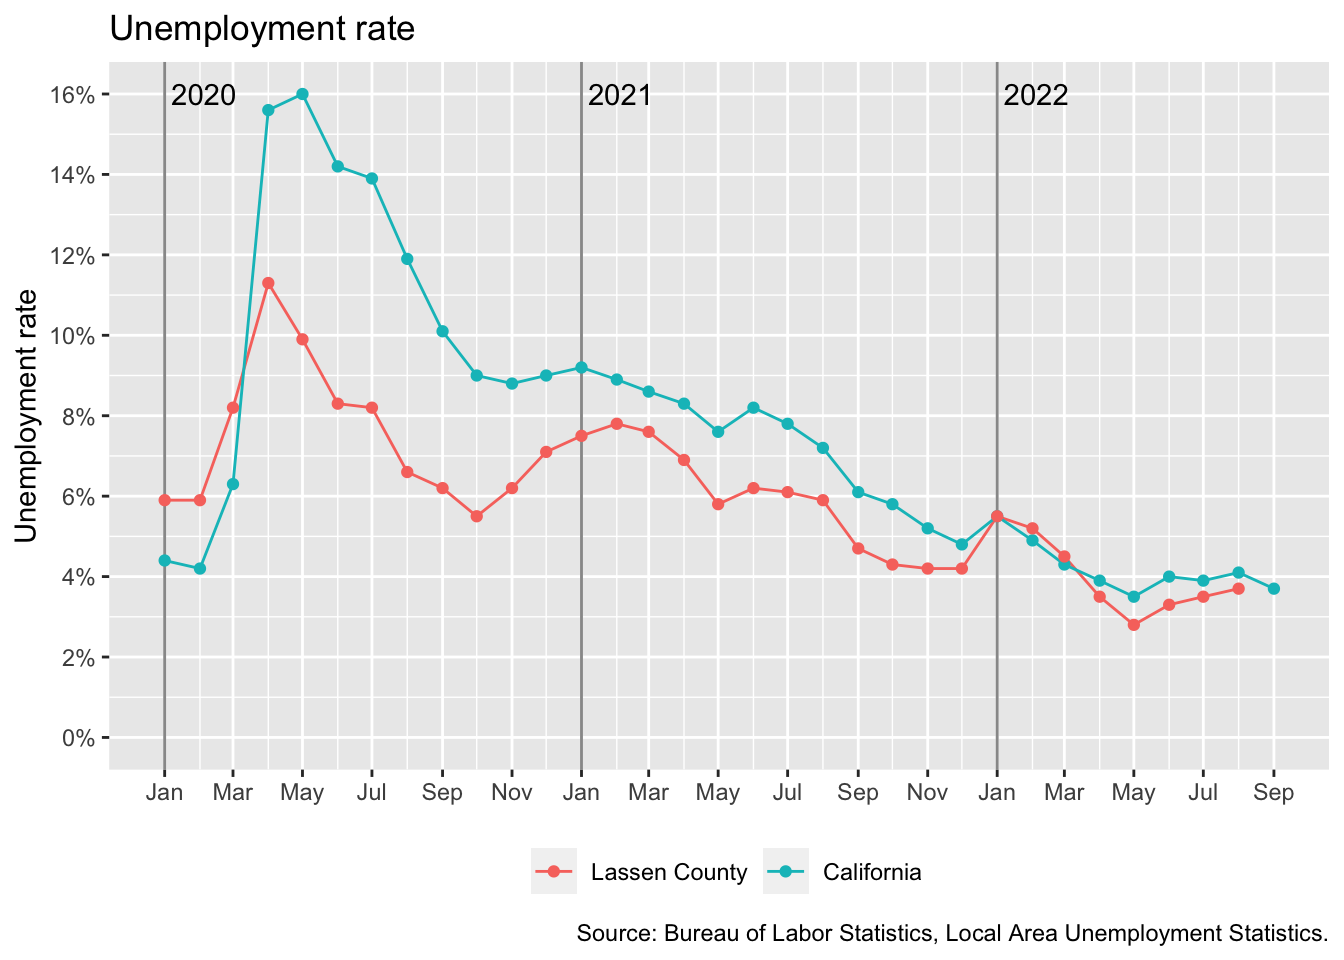 Unemployment rate
2020 2021 2022
16%
14%
12%
10%
8%
6%
4%
2%
0%
Unemployment rate
Jan Mar May Jul Sep Nov Jan Mar May Jul Sep Nov Jan Mar May Jul Sep
Lassen County California
Source: Bureau of Labor Statistics, Local Area Unemployment Statistics.